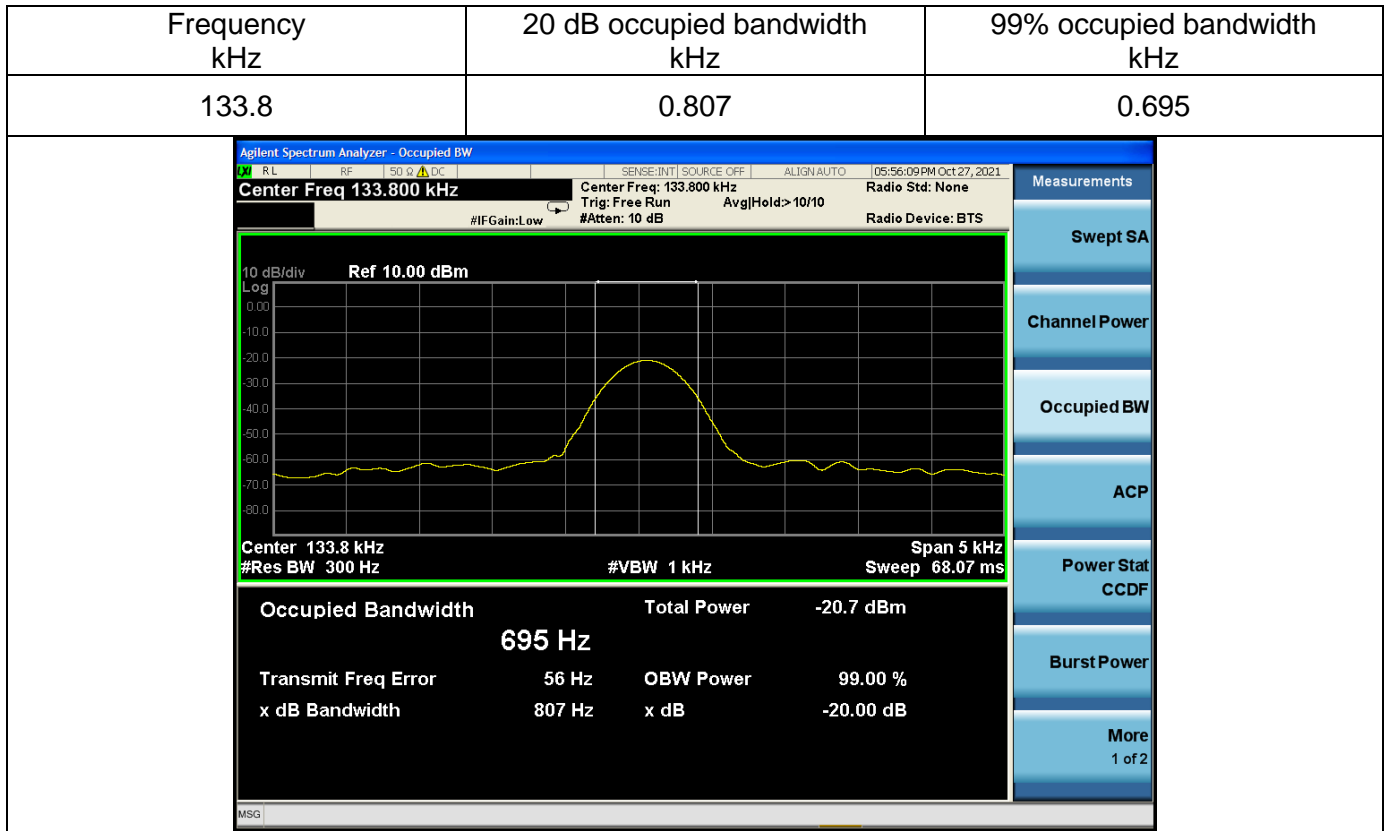 Frequency
kHz
20 dB occupied bandwidth
kHz
99% occupied bandwidth
kHz
133.8
0.807
0.695
Agilent Spectrum Analyzer - Occupied BW
LXI RL RF 50 Ω DC SENSE:INT SOURCE OFF ALIGN AUTO 05:56:09 PM Oct 27, 2021
Center Freq 133.800 kHz
Center Freq: 133.800 kHz
Radio Std: None
Trig: Free Run Avg|Hold:> 10/10
#IFGain:Low
#Atten: 10 dB
Radio Device: BTS
10 dB/div Ref 10.00 dBm
Log
0.00
-10.0
-20.0
-30.0
-40.0
-50.0
-60.0
-70.0
-80.0
Center 133.8 kHz Span 5 kHz
#Res BW 300 Hz #VBW 1 kHz Sweep 68.07 ms
Occupied Bandwidth Total Power -20.7 dBm
695 Hz
Transmit Freq Error 56 Hz OBW Power 99.00 %
x dB Bandwidth 807 Hz x dB -20.00 dB
MSG
Measurements
Swept SA
Channel Power
Occupied BW
ACP
Power Stat
CCDF
Burst Power
More
1 of 2